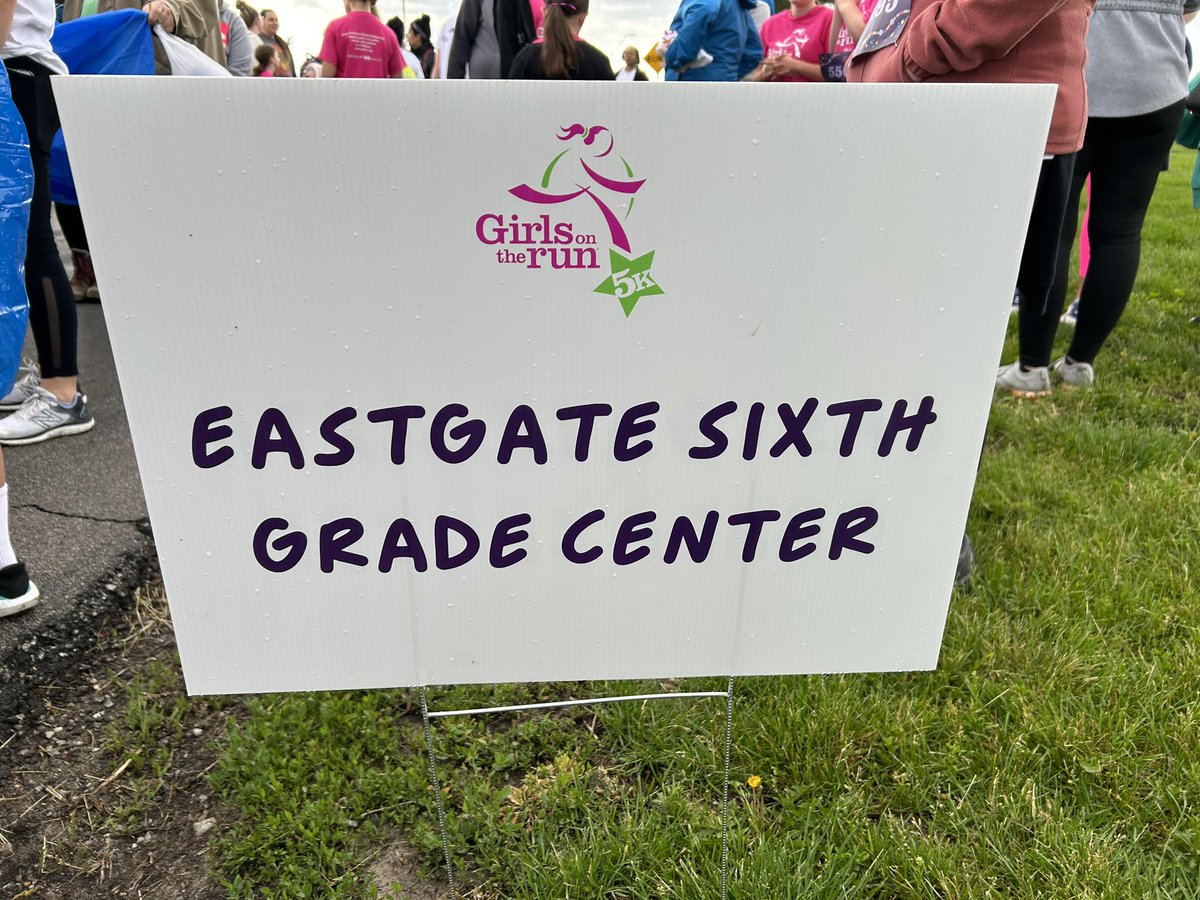 Girls on
the run
5K
EASTGATE SIXTH
GRADE CENTER